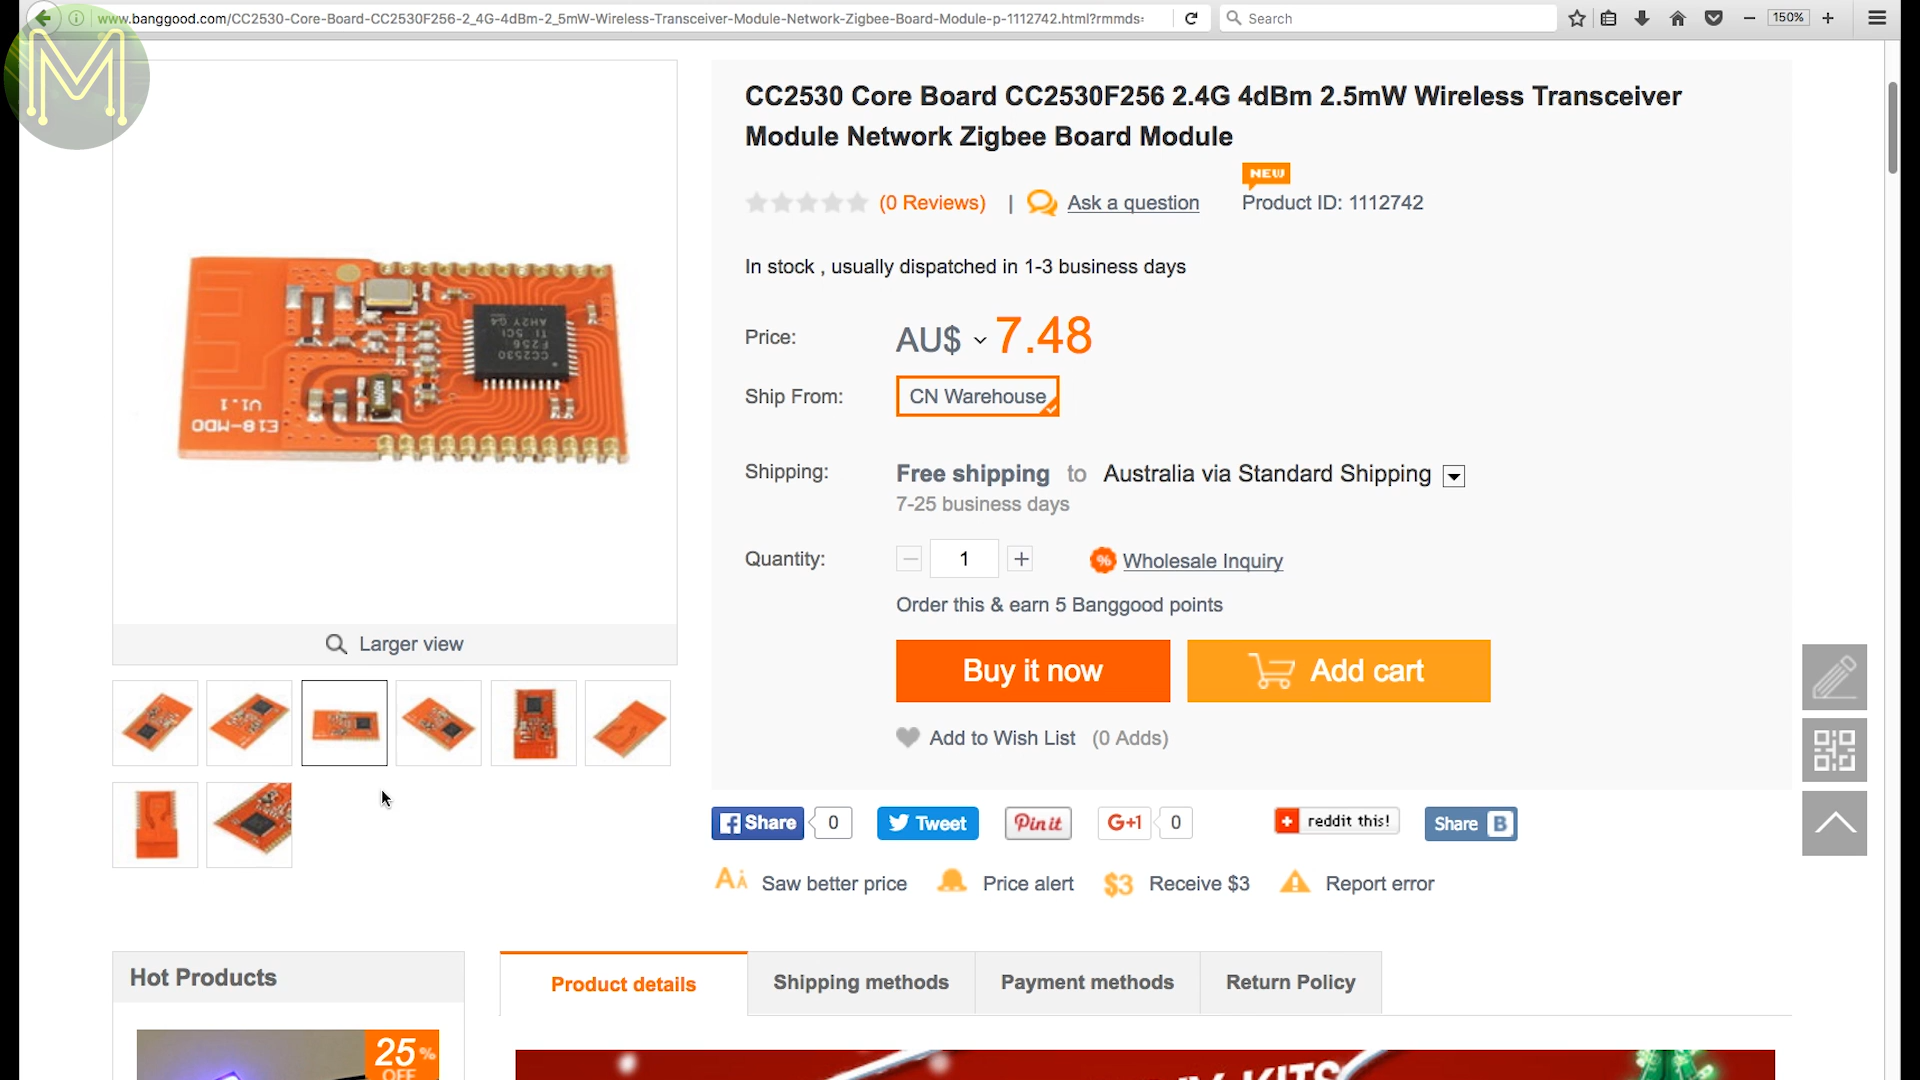 www.banggood.com/CC2530-Core-Board-CC2530F256-2_4G-4dBm-2_5mW-Wireless-Transceiver-Module-Network-Zigbee-Board-Module-p-1112742.html?rmmds=
Search
150%
M
CC2530 Core Board CC2530F256 2.4G 4dBm 2.5mW Wireless Transceiver
Module Network Zigbee Board Module
NEW
(0 Reviews) | Ask a question Product ID: 1112742
In stock , usually dispatched in 1-3 business days
Price: AU$ 7.48
Ship From: CN Warehouse
Shipping: Free shipping to Australia via Standard Shipping
7-25 business days
Quantity: 1 Wholesale Inquiry
Order this & earn 5 Banggood points
Buy it now
Add cart
Add to Wish List (0 Adds)
CC2530
F256
TI 5CI
AH2Y G4
E18-MDO
V1.1
Larger view
Share 0
Tweet
Pinit
G+1 0
reddit this!
Share B
Saw better price
Price alert
$3 Receive $3
Report error
Hot Products
Product details
Shipping methods
Payment methods
Return Policy
25%
OFF
KITS